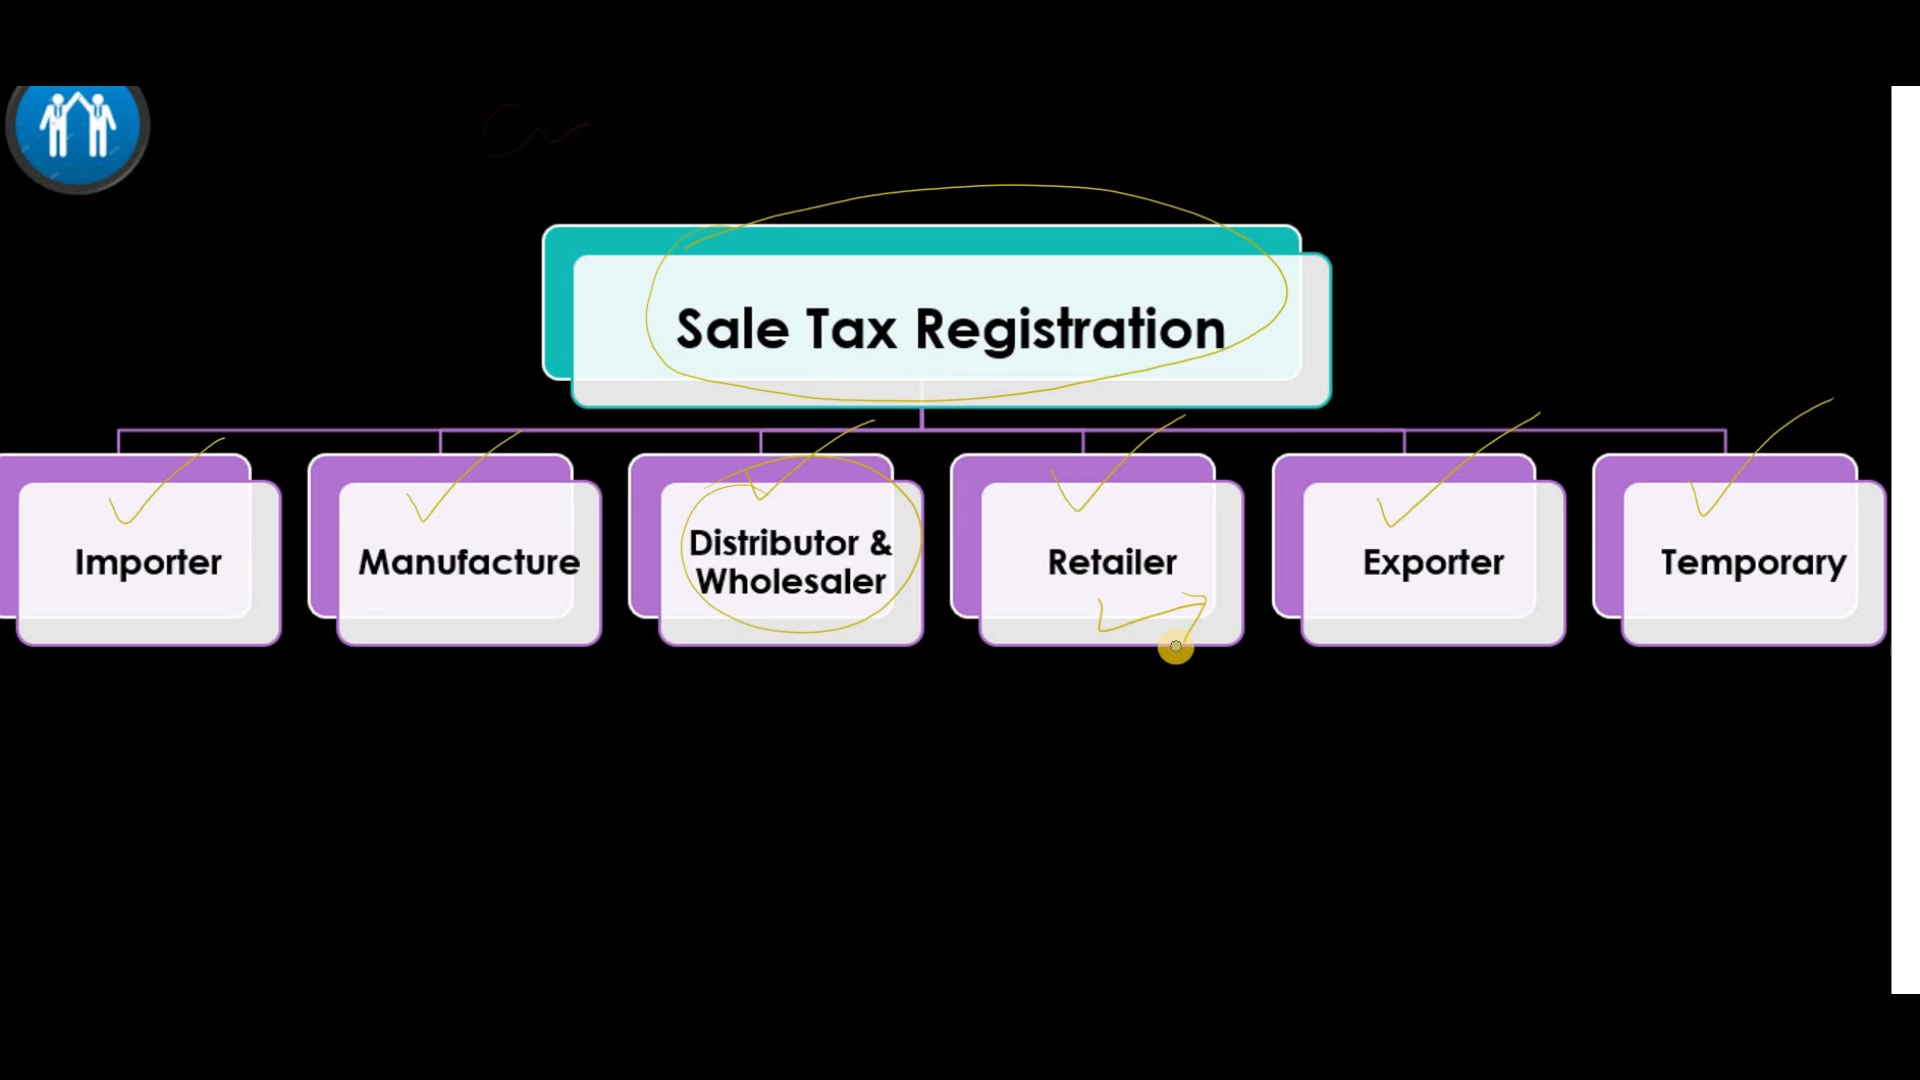 Sale Tax Registration
Importer
Manufacture
Distributor &
Wholesaler
Retailer
Exporter
Temporary